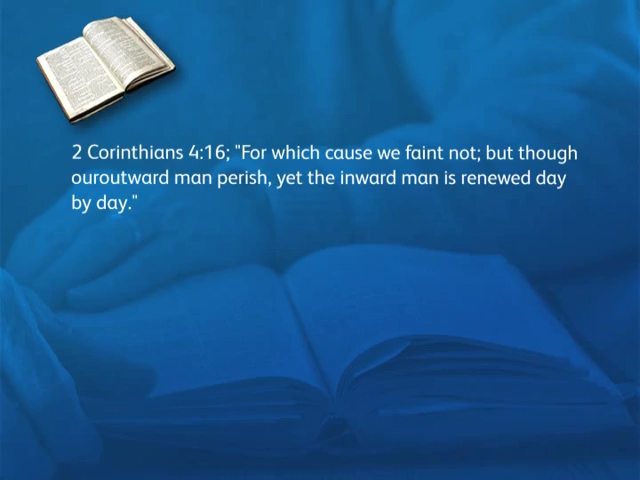 2 Corinthians 4:16; "For which cause we faint not; but though
ouroutward man perish, yet the inward man is renewed day
by day."